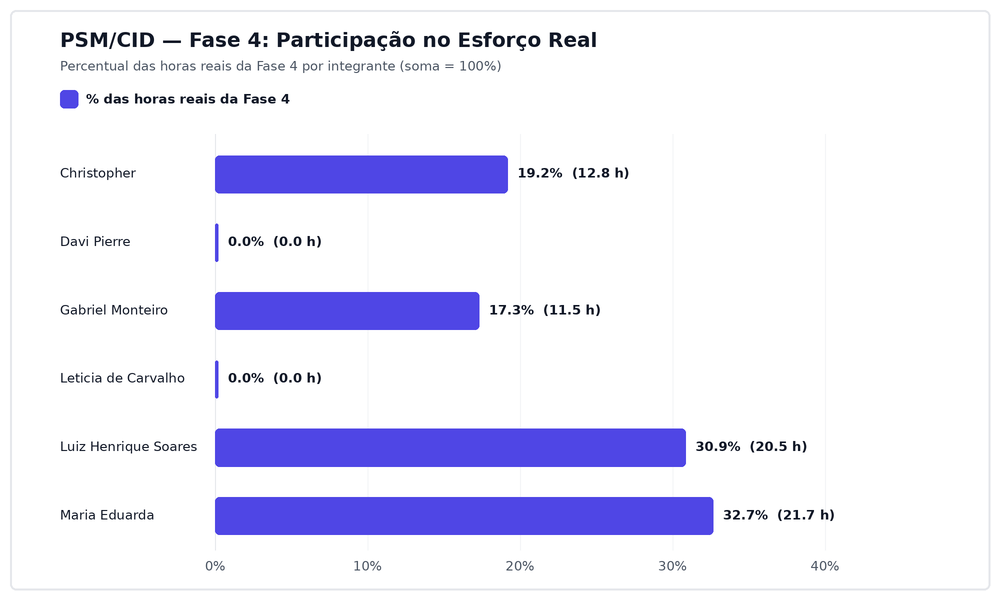 PSM/CID — Fase 4: Participação no Esforço Real
Percentual das horas reais da Fase 4 por integrante (soma = 100%)
% das horas reais da Fase 4
Christopher 19.2% (12.8 h)
Davi Pierre 0.0% (0.0 h)
Gabriel Monteiro 17.3% (11.5 h)
Leticia de Carvalho 0.0% (0.0 h)
Luiz Henrique Soares 30.9% (20.5 h)
Maria Eduarda 32.7% (21.7 h)
0% 10% 20% 30% 40%